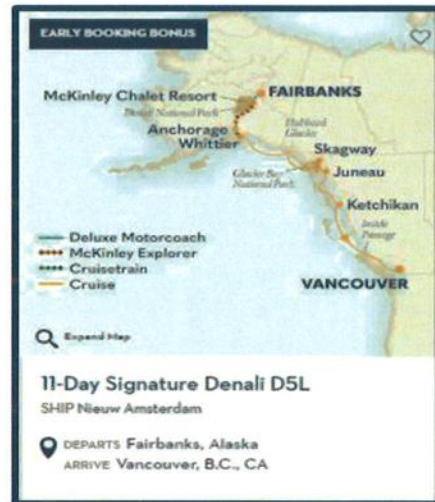 EARLY BOOKING BONUS
FAIRBANKS
McKinley Chalet Resort
Denali National Park
Hubbard
Glacier
Anchorage
Whittier
Skagway
Glacier Bay
National Park
Juneau
Ketchikan
Inside
Passage
Deluxe Motorcoach
McKinley Explorer
Cruisetrain
Cruise
VANCOUVER
Expand Map
11-Day Signature Denali D5L
SHIP Nieuw Amsterdam
DEPARTS Fairbanks, Alaska
ARRIVE Vancouver, B.C., CA